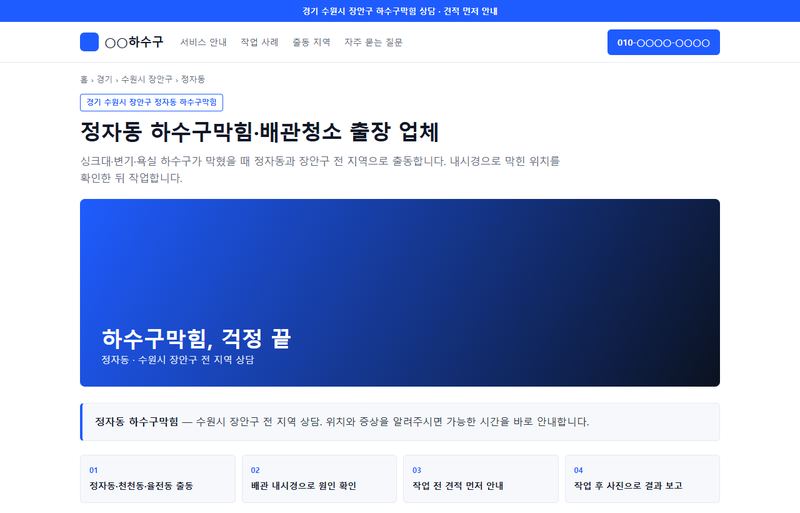 경기 수원시 장안구 하수구막힘 상담 · 견적 먼저 안내
○○하수구 서비스 안내 작업 사례 출동 지역 자주 묻는 질문 010-○○○○-○○○○
홈 › 경기 › 수원시 장안구 › 정자동
경기 수원시 장안구 정자동 하수구막힘
정자동 하수구막힘·배관청소 출장 업체
싱크대·변기·욕실 하수구가 막혔을 때 정자동과 장안구 전 지역으로 출동합니다. 내시경으로 막힌 위치를
확인한 뒤 작업합니다.
하수구막힘, 걱정 끝
정자동 · 수원시 장안구 전 지역 상담
정자동 하수구막힘 — 수원시 장안구 전 지역 상담. 위치와 증상을 알려주시면 가능한 시간을 바로 안내합니다.
01
정자동·천천동·율전동 출동
02
배관 내시경으로 원인 확인
03
작업 전 견적 먼저 안내
04
작업 후 사진으로 결과 보고